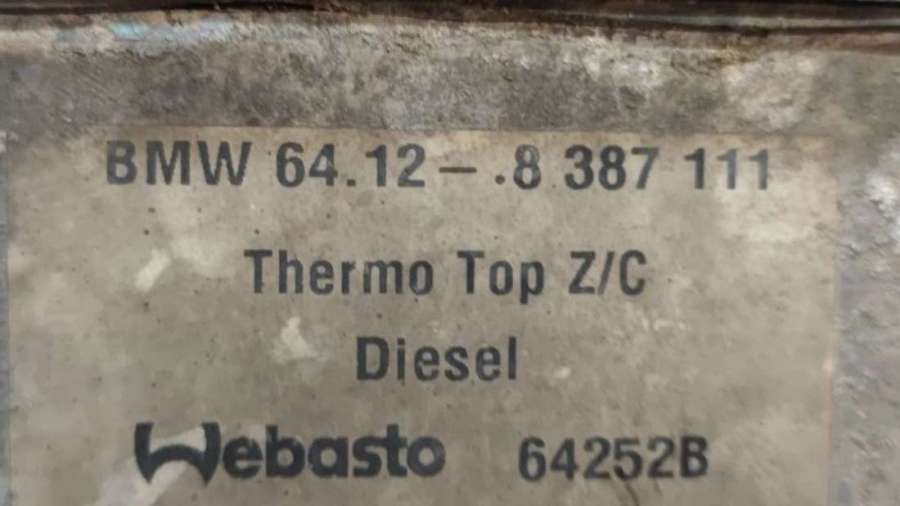 BMW 64.12 - .8 387 111
Thermo Top Z/C
Diesel
Webasto 64252B